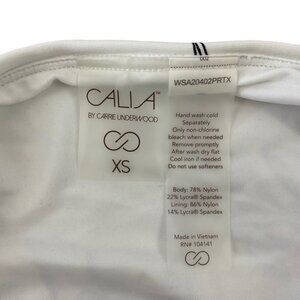 CALIA™
BY CARRIE UNDERWOOD
XS
002
WSA20402PRTX
Hand wash cold
Separately
Only non-chlorine
bleach when needed
Remove promptly
After wash dry flat
Cool iron if needed
Do not use softeners
Body: 78% Nylon
22% Lycra® Spandex
Lining: 86% Nylon
14% Lycra® Spandex
Made in Vietnam
RN# 104141